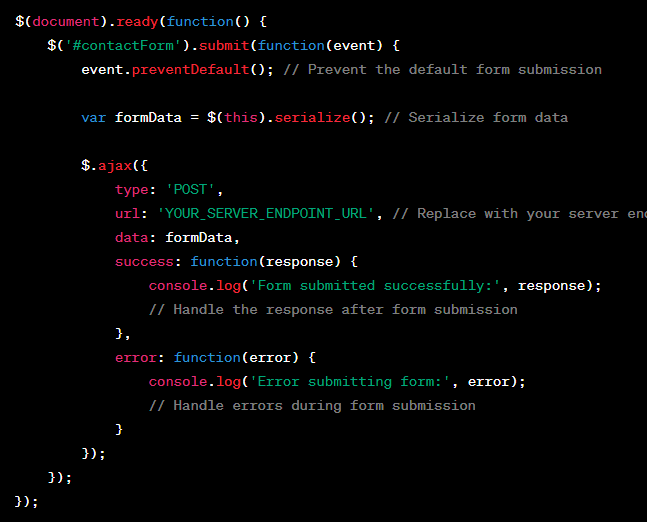 $(document).ready(function() {
    $('#contactForm').submit(function(event) {
        event.preventDefault(); // Prevent the default form submission

        var formData = $(this).serialize(); // Serialize form data

        $.ajax({
            type: 'POST',
            url: 'YOUR_SERVER_ENDPOINT_URL', // Replace with your server
            data: formData,
            success: function(response) {
                console.log('Form submitted successfully:', response);
                // Handle the response after form submission
            },
            error: function(error) {
                console.log('Error submitting form:', error);
                // Handle errors during form submission
            }
        });
    });
});